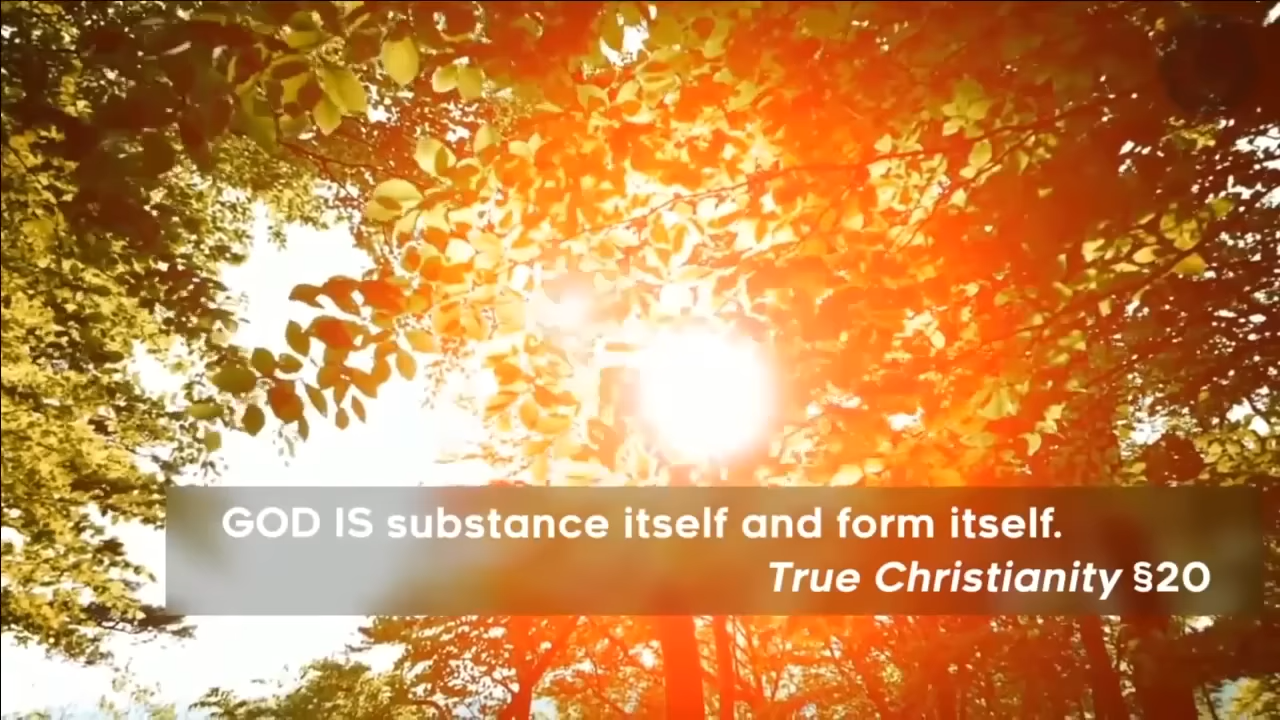 GOD IS substance itself and form itself.
True Christianity §20